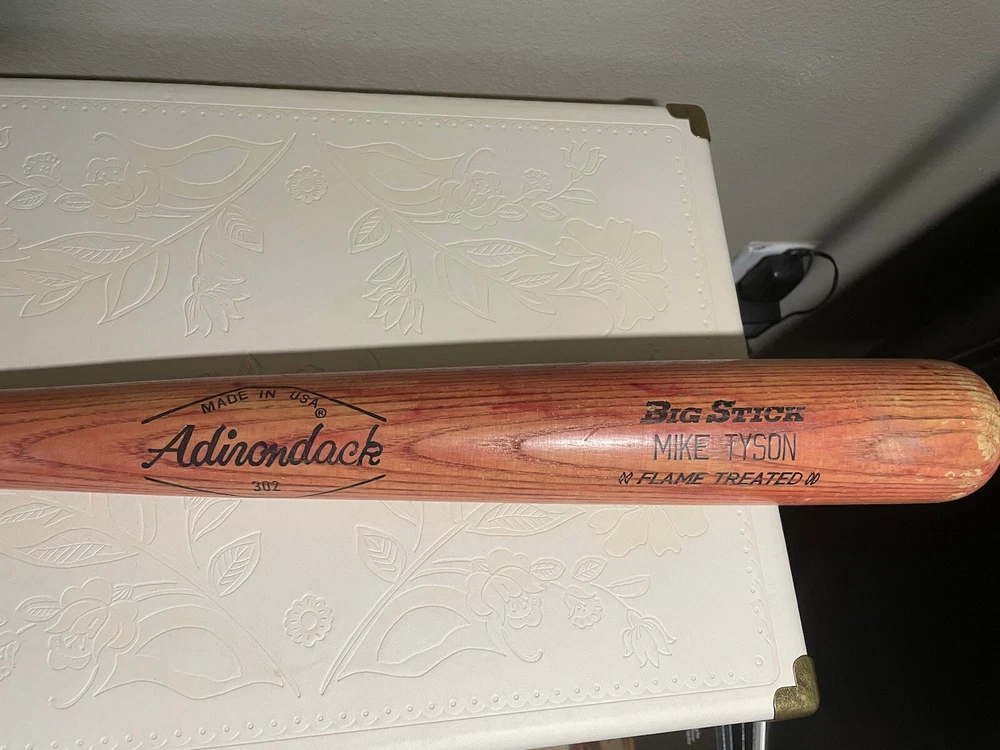 MADE IN USA
®
Adirondack
302
BIG STICK
MIKE TYSON
FLAME TREATED